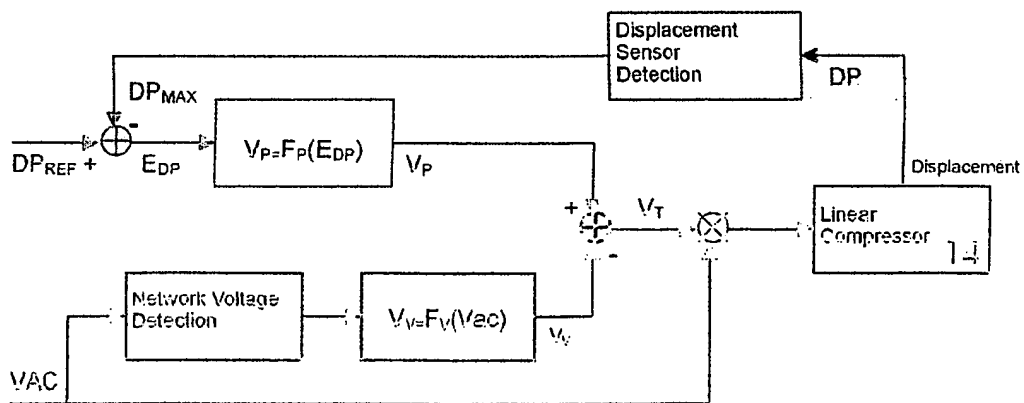 Displacement
Sensor
Detection
DP
DP_MAX
-
DP_REF +
E_DP
V_P=F_P(E_DP)
V_P
Displacement
+
V_T
-
Linear
Compressor
14
Network Voltage
Detection
V_V=F_V(Vac)
V_V
VAC